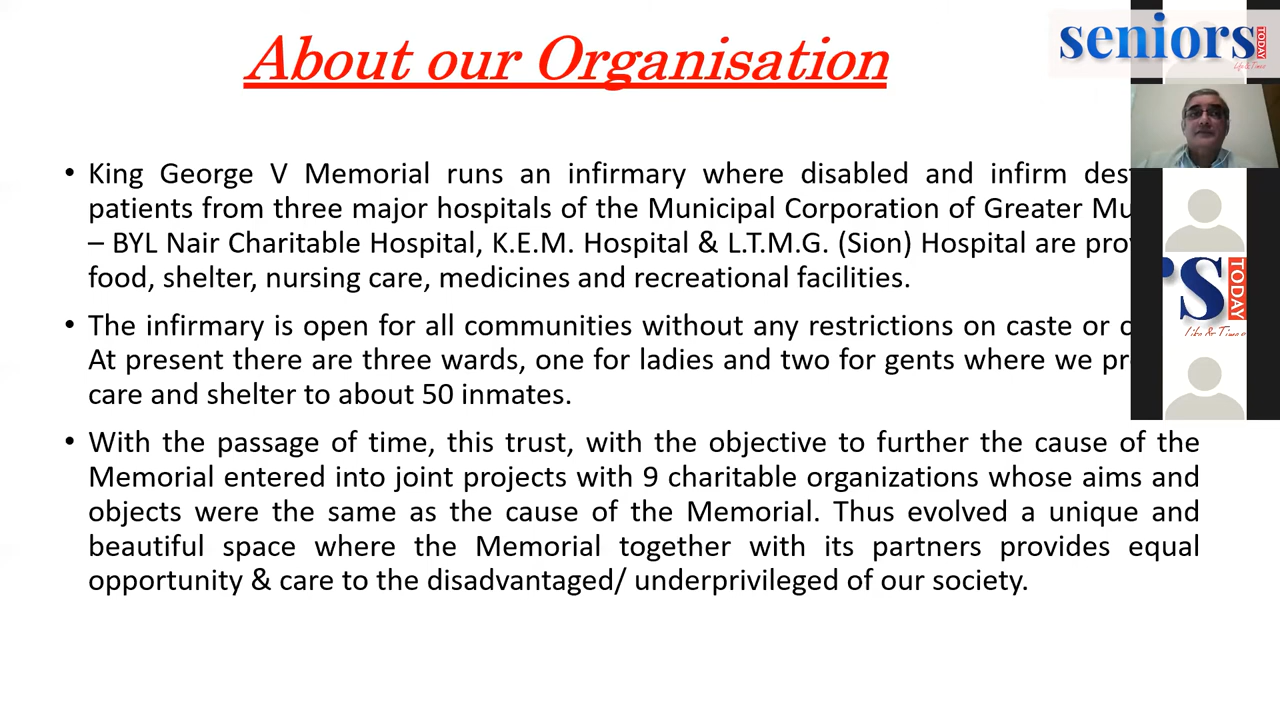 About our Organisation
seniors
TODAY
Life & Times
• King George V Memorial runs an infirmary where disabled and infirm
patients from three major hospitals of the Municipal Corporation of Greater
– BYL Nair Charitable Hospital, K.E.M. Hospital & L.T.M.G. (Sion) Hospital are
food, shelter, nursing care, medicines and recreational facilities.
• The infirmary is open for all communities without any restrictions on caste or
At present there are three wards, one for ladies and two for gents where we
care and shelter to about 50 inmates.
• With the passage of time, this trust, with the objective to further the cause of the
Memorial entered into joint projects with 9 charitable organizations whose aims and
objects were the same as the cause of the Memorial. Thus evolved a unique and
beautiful space where the Memorial together with its partners provides equal
opportunity & care to the disadvantaged/ underprivileged of our society.
S
TODAY
Life & Times